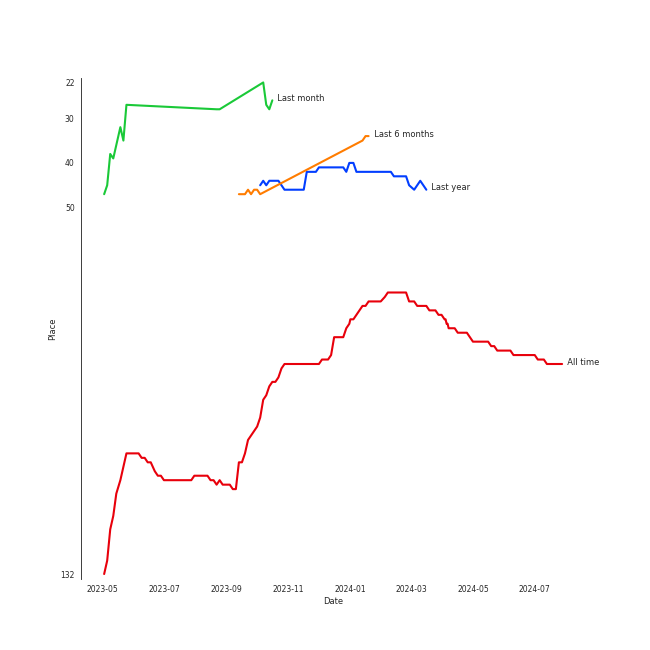 22
Last month
30
Last 6 months
40
Last year
50
Place
All time
132
2023-05 2023-07 2023-09 2023-11 2024-01 2024-03 2024-05 2024-07
Date